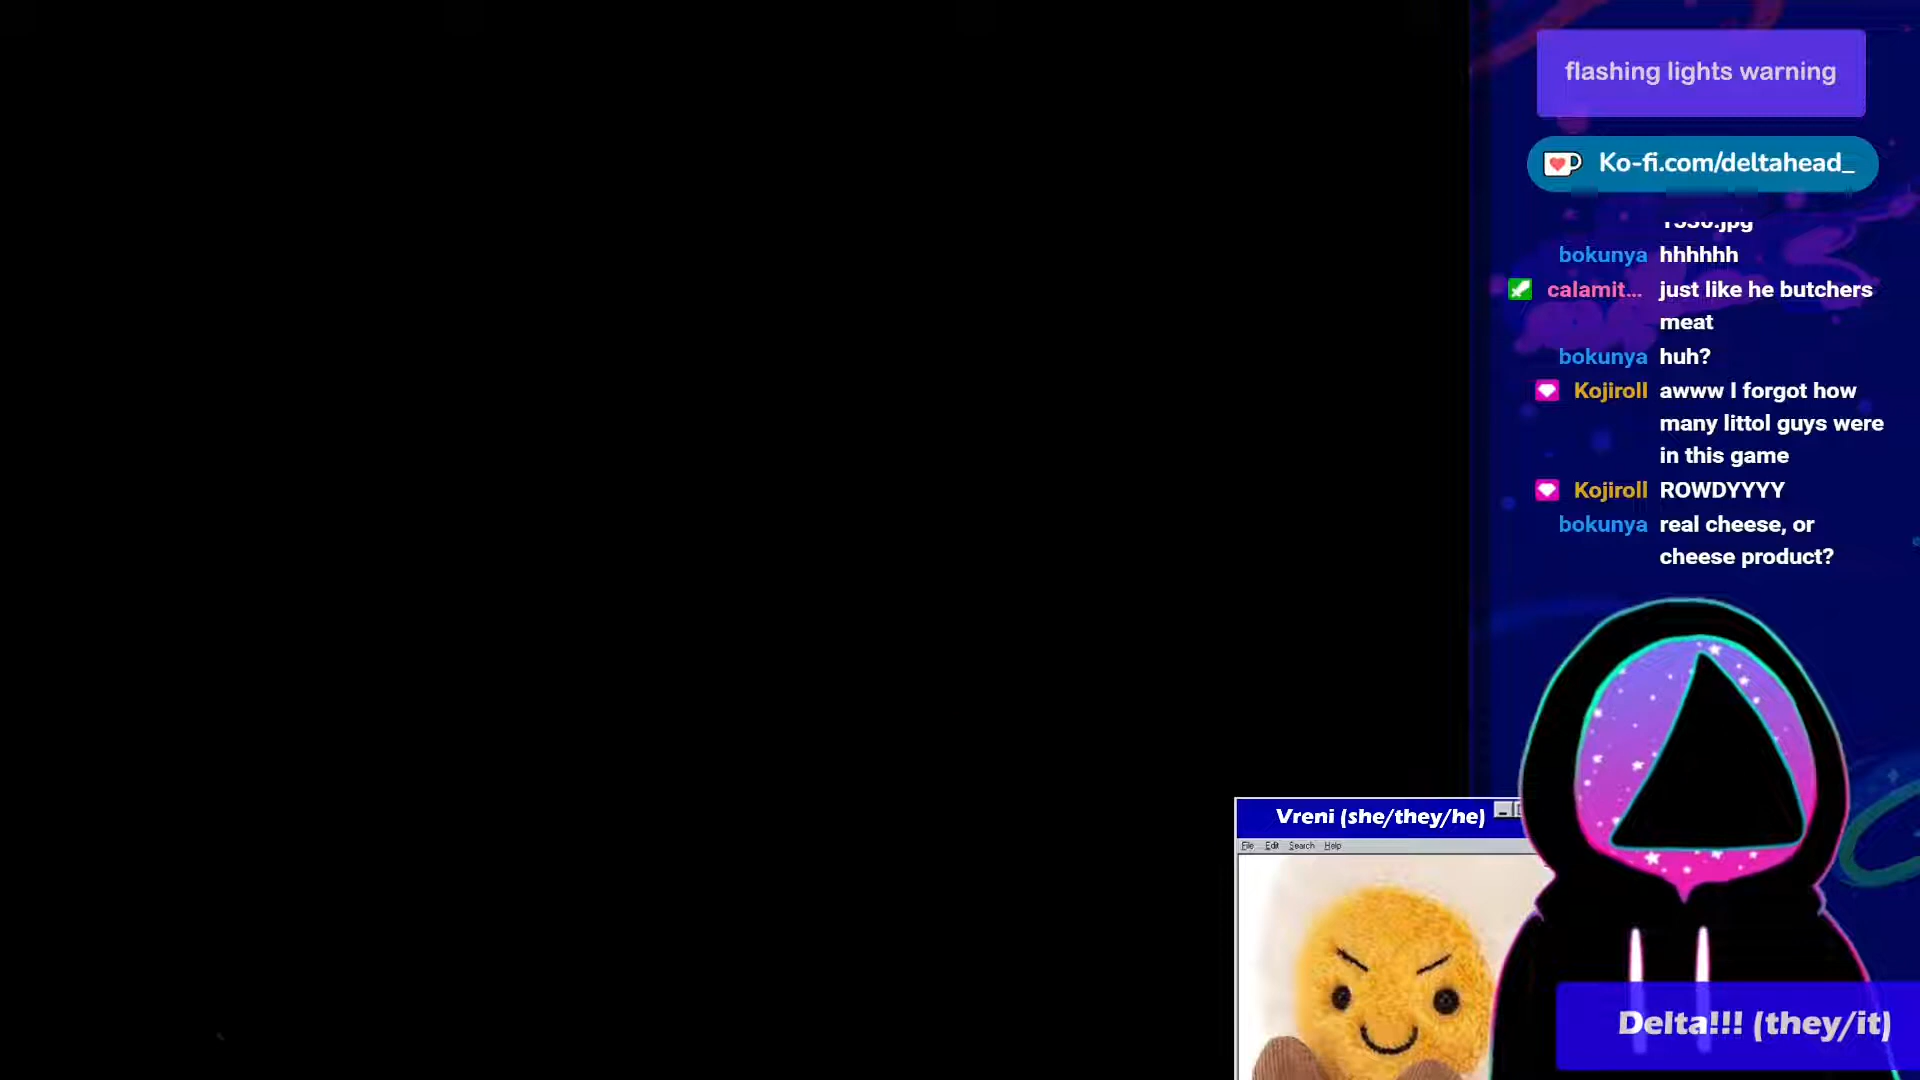 flashing lights warning
Ko-fi.com/deltahead_
bokunya hhhhhh
calamit... just like he butchers
meat
bokunya huh?
Kojiroll awww I forgot how
many littol guys were
in this game
Kojiroll ROWDYYYY
bokunya real cheese, or
cheese product?
Vreni (she/they/he)
File Edit Search Help
Delta!!! (they/it)